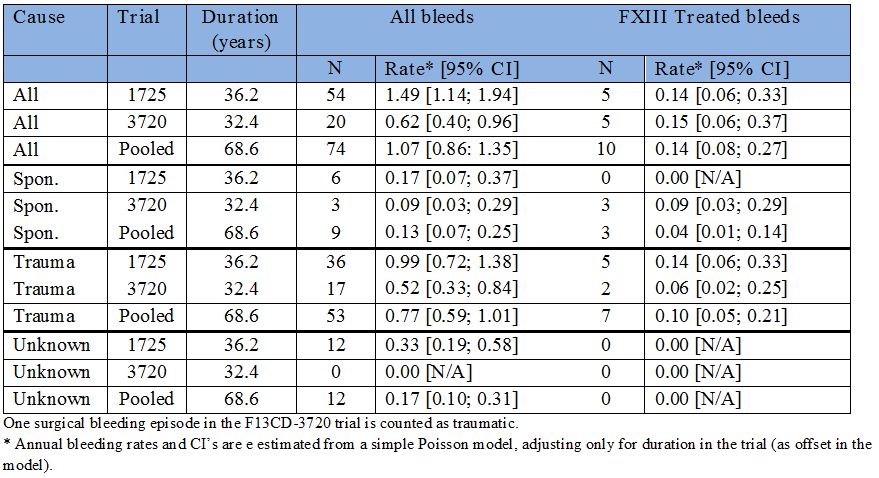 Cause Trial Duration (years) All bleeds FXIII Treated bleeds
N Rate* [95% CI] N Rate* [95% CI]
All 1725 36.2 54 1.49 [1.14; 1.94] 5 0.14 [0.06; 0.33]
All 3720 32.4 20 0.62 [0.40; 0.96] 5 0.15 [0.06; 0.37]
All Pooled 68.6 74 1.07 [0.86: 1.35] 10 0.14 [0.08; 0.27]
Spon. 1725 36.2 6 0.17 [0.07; 0.37] 0 0.00 [N/A]
Spon. 3720 32.4 3 0.09 [0.03; 0.29] 3 0.09 [0.03; 0.29]
Spon. Pooled 68.6 9 0.13 [0.07; 0.25] 3 0.04 [0.01; 0.14]
Trauma 1725 36.2 36 0.99 [0.72; 1.38] 5 0.14 [0.06; 0.33]
Trauma 3720 32.4 17 0.52 [0.33; 0.84] 2 0.06 [0.02; 0.25]
Trauma Pooled 68.6 53 0.77 [0.59; 1.01] 7 0.10 [0.05; 0.21]
Unknown 1725 36.2 12 0.33 [0.19; 0.58] 0 0.00 [N/A]
Unknown 3720 32.4 0 0.00 [N/A] 0 0.00 [N/A]
Unknown Pooled 68.6 12 0.17 [0.10; 0.31] 0 0.00 [N/A]
One surgical bleeding episode in the F13CD-3720 trial is counted as traumatic.
* Annual bleeding rates and CI’s are e estimated from a simple Poisson model, adjusting only for duration in the trial (as offset in the
model).